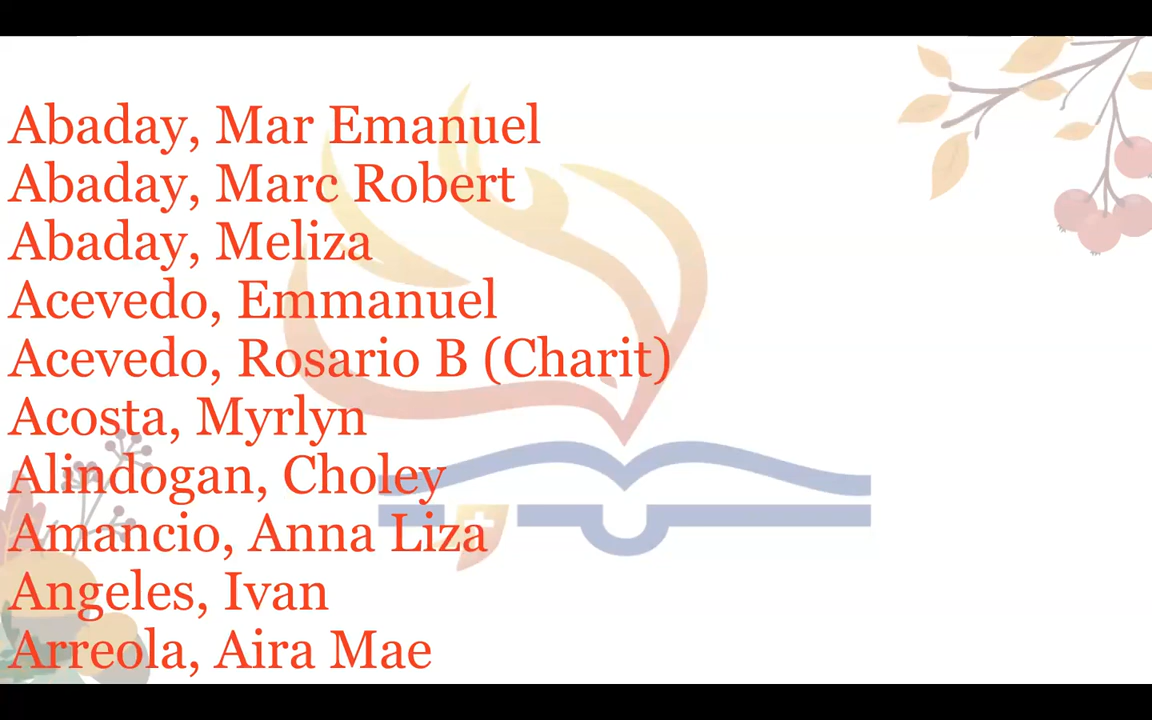 Abaday, Mar Emanuel
Abaday, Marc Robert
Abaday, Meliza
Acevedo, Emmanuel
Acevedo, Rosario B (Charit)
Acosta, Myrlyn
Alindogan, Choley
Amancio, Anna Liza
Angeles, Ivan
Arreola, Aira Mae